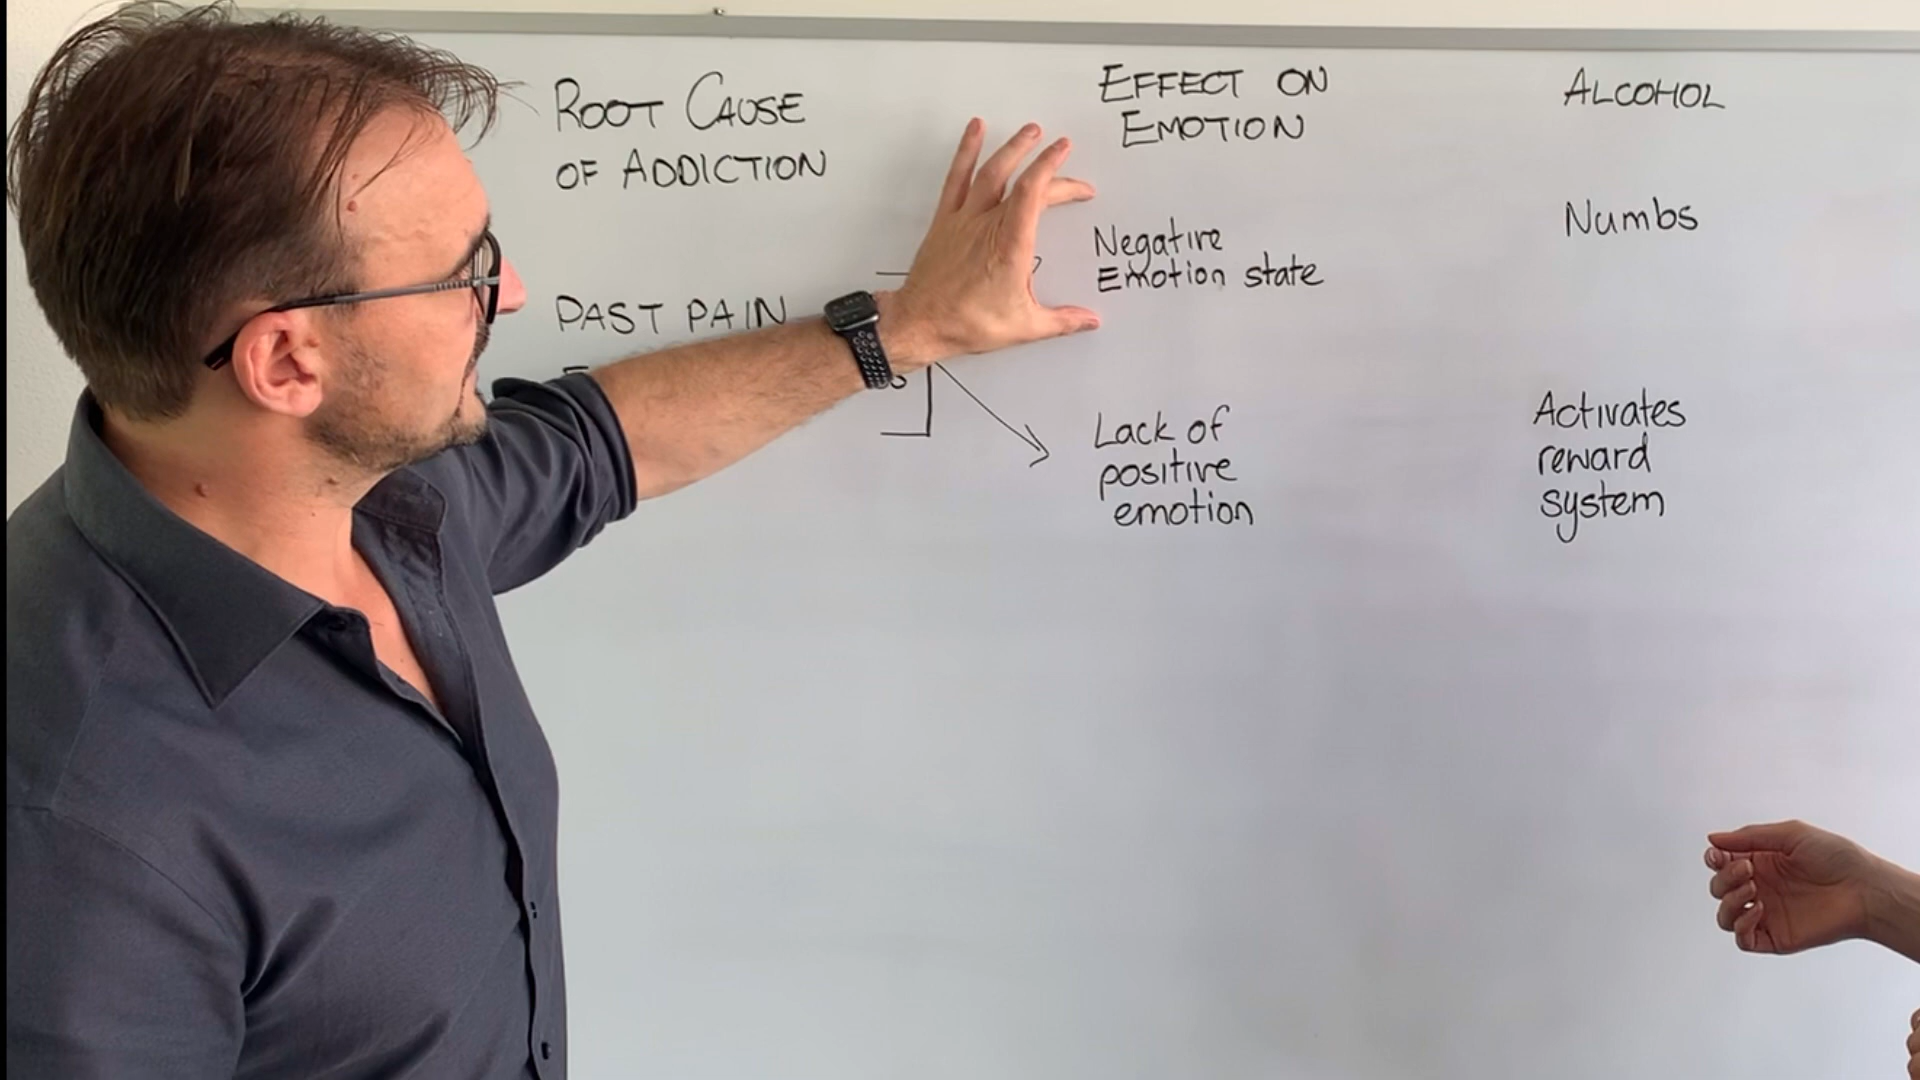 ROOT CAUSE
OF ADDICTION
PAST PAIN
EFFECT ON
EMOTION
Negative
Emotion state
Lack of
positive
emotion
ALCOHOL
Numbs
Activates
reward
system